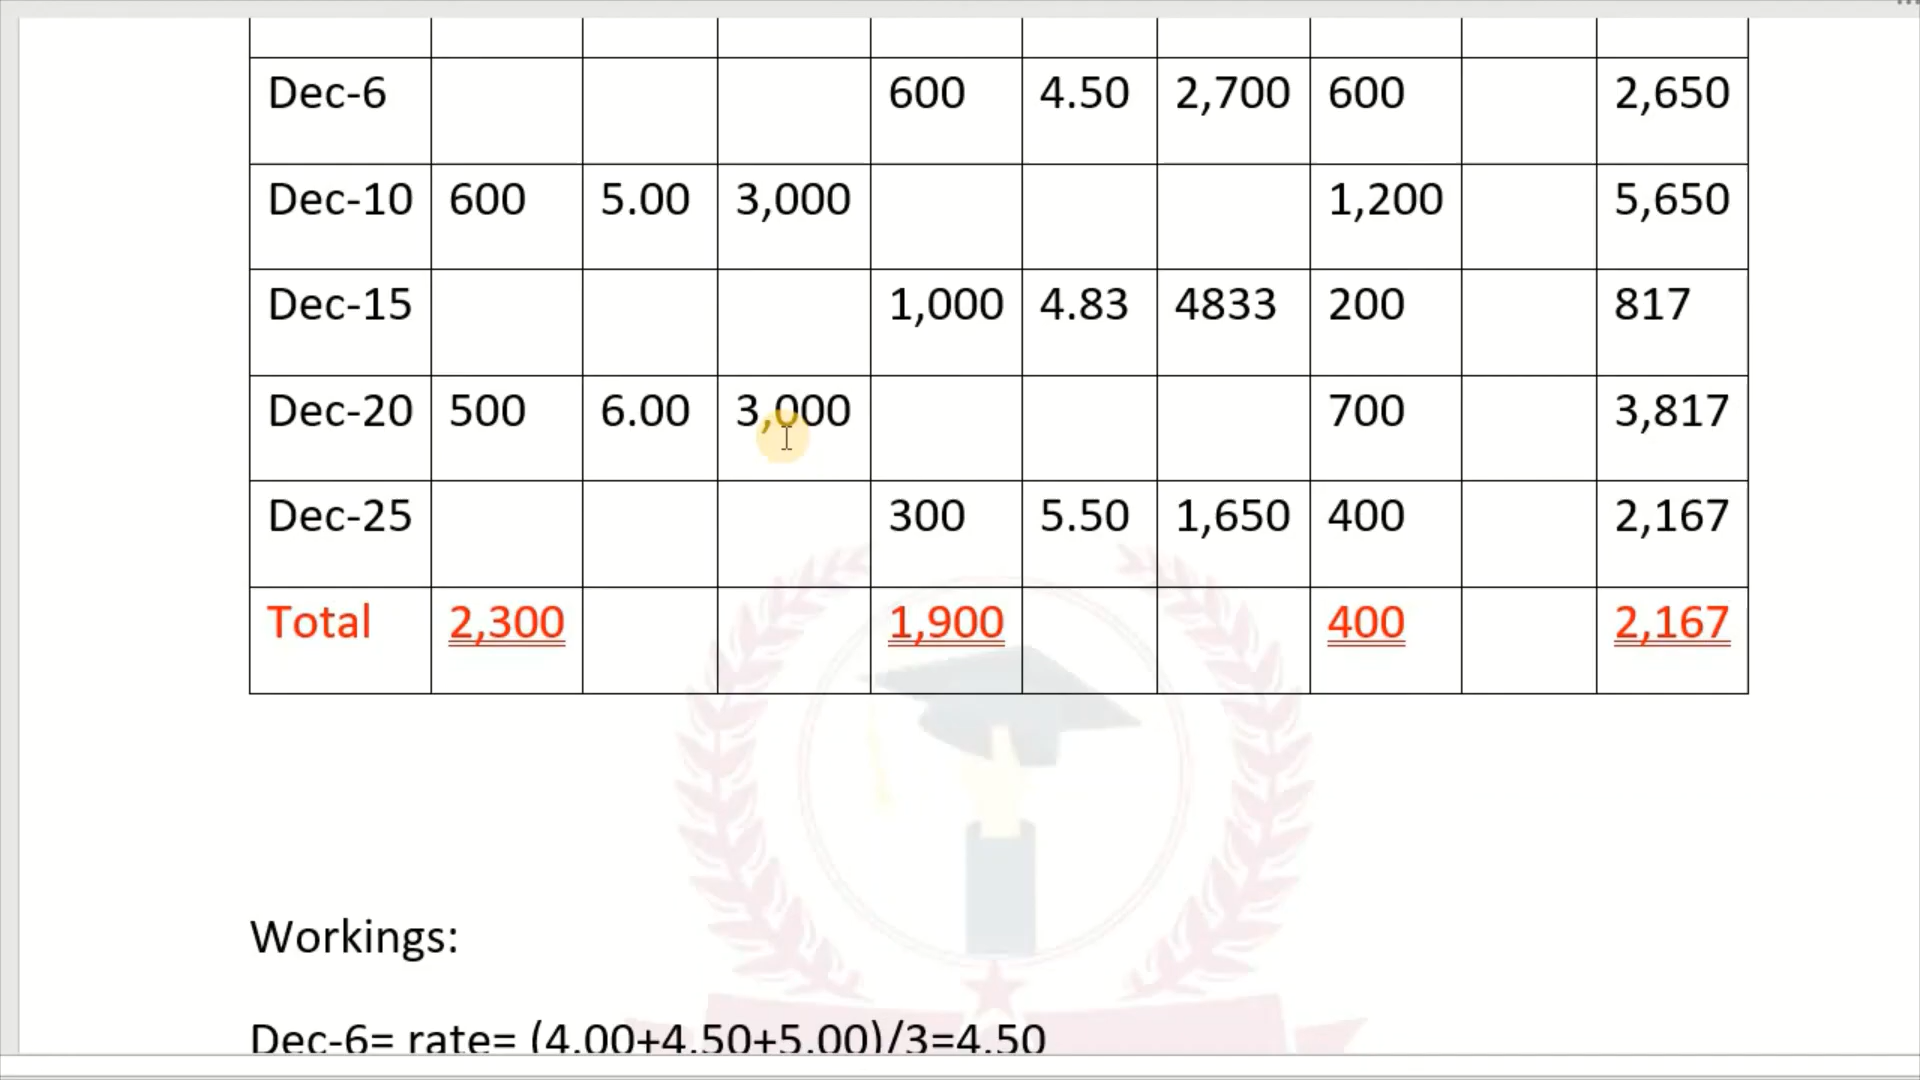 Dec-6 600 4.50 2,700 600 2,650
Dec-10 600 5.00 3,000 1,200 5,650
Dec-15 1,000 4.83 4833 200 817
Dec-20 500 6.00 3,000 700 3,817
Dec-25 300 5.50 1,650 400 2,167
Total 2,300 1,900 400 2,167
Workings:
Dec-6= rate= (4.00+4.50+5.00)/3=4.50